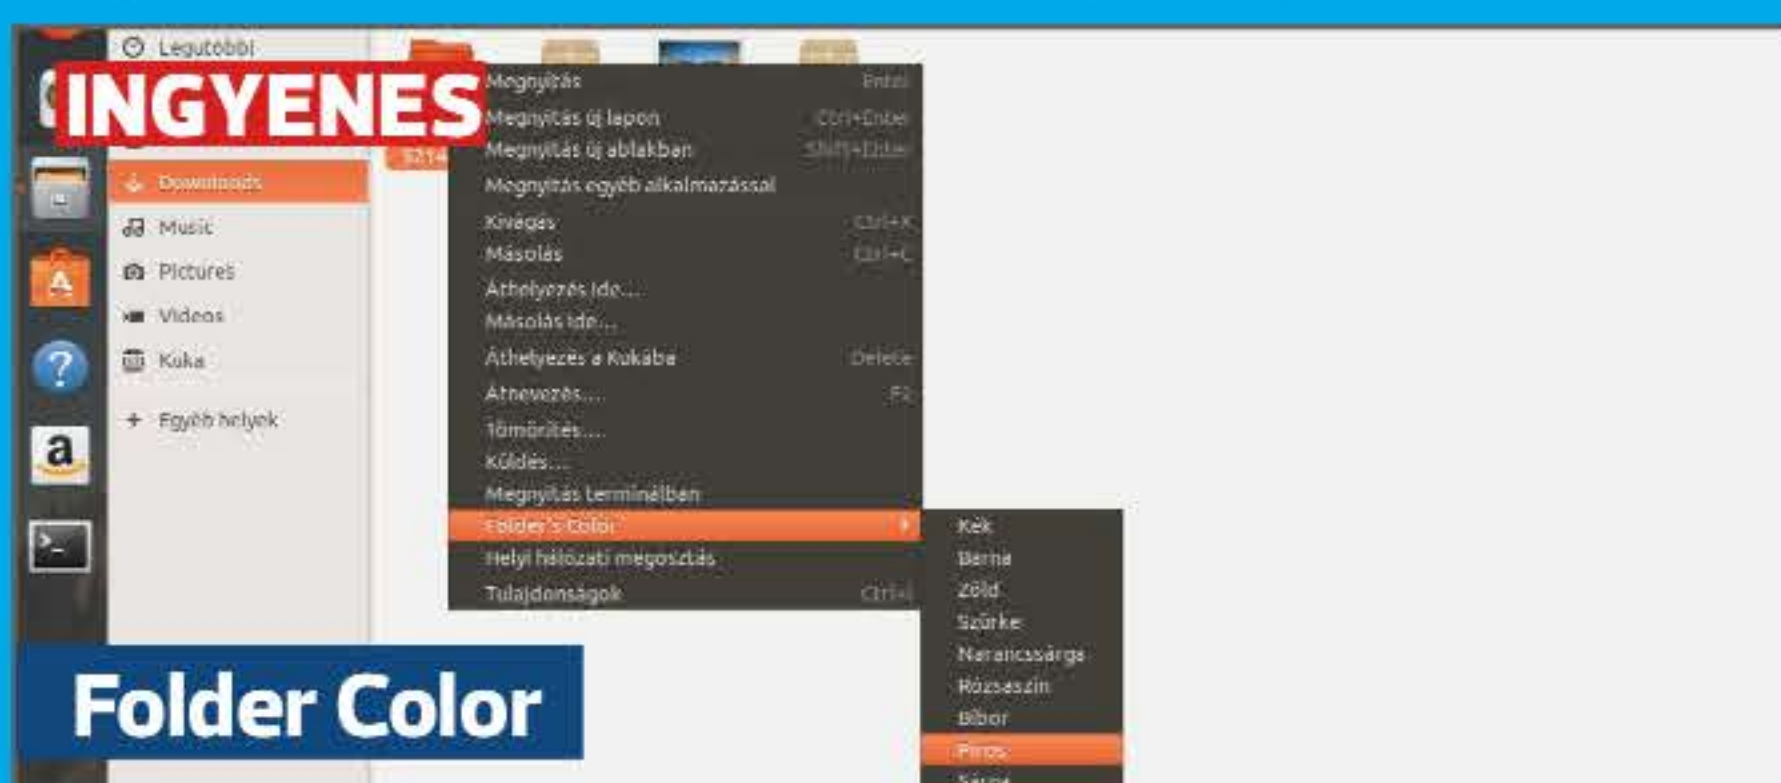 Legutóbbi
INGYENES
Downloads
Music
Pictures
Videos
Kuka
Egyéb helyek
5214
Megnyitás Enter
Megnyitás új lapon Ctrl+Enter
Megnyitás új ablakban Shift+Enter
Megnyitás egyéb alkalmazással
Kivágás Ctrl+X
Másolás Ctrl+C
Áthelyezés ide...
Másolás ide...
Áthelyezés a Kukába Delete
Átnevezés... F2
Tömörítés...
Küldés...
Megnyitás terminálban
Folder's Color
Helyi hálózati megosztás
Tulajdonságok Ctrl+I
Kék
Barna
Zöld
Szürke
Narancssárga
Rózsaszín
Bíbor
Piros
Sárga
Folder Color